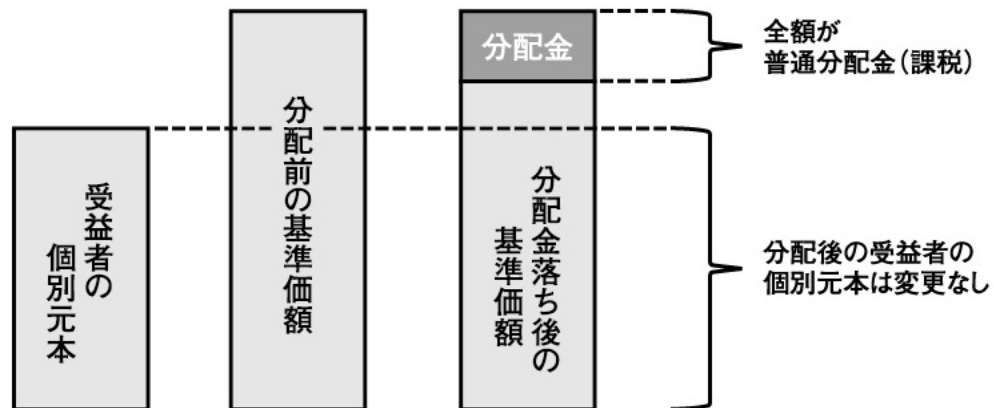 受益者の
個別元本
分配前の基準価額
分配金
分配金落ち後の
基準価額
全額が
普通分配金(課税)
分配後の受益者の
個別元本は変更なし